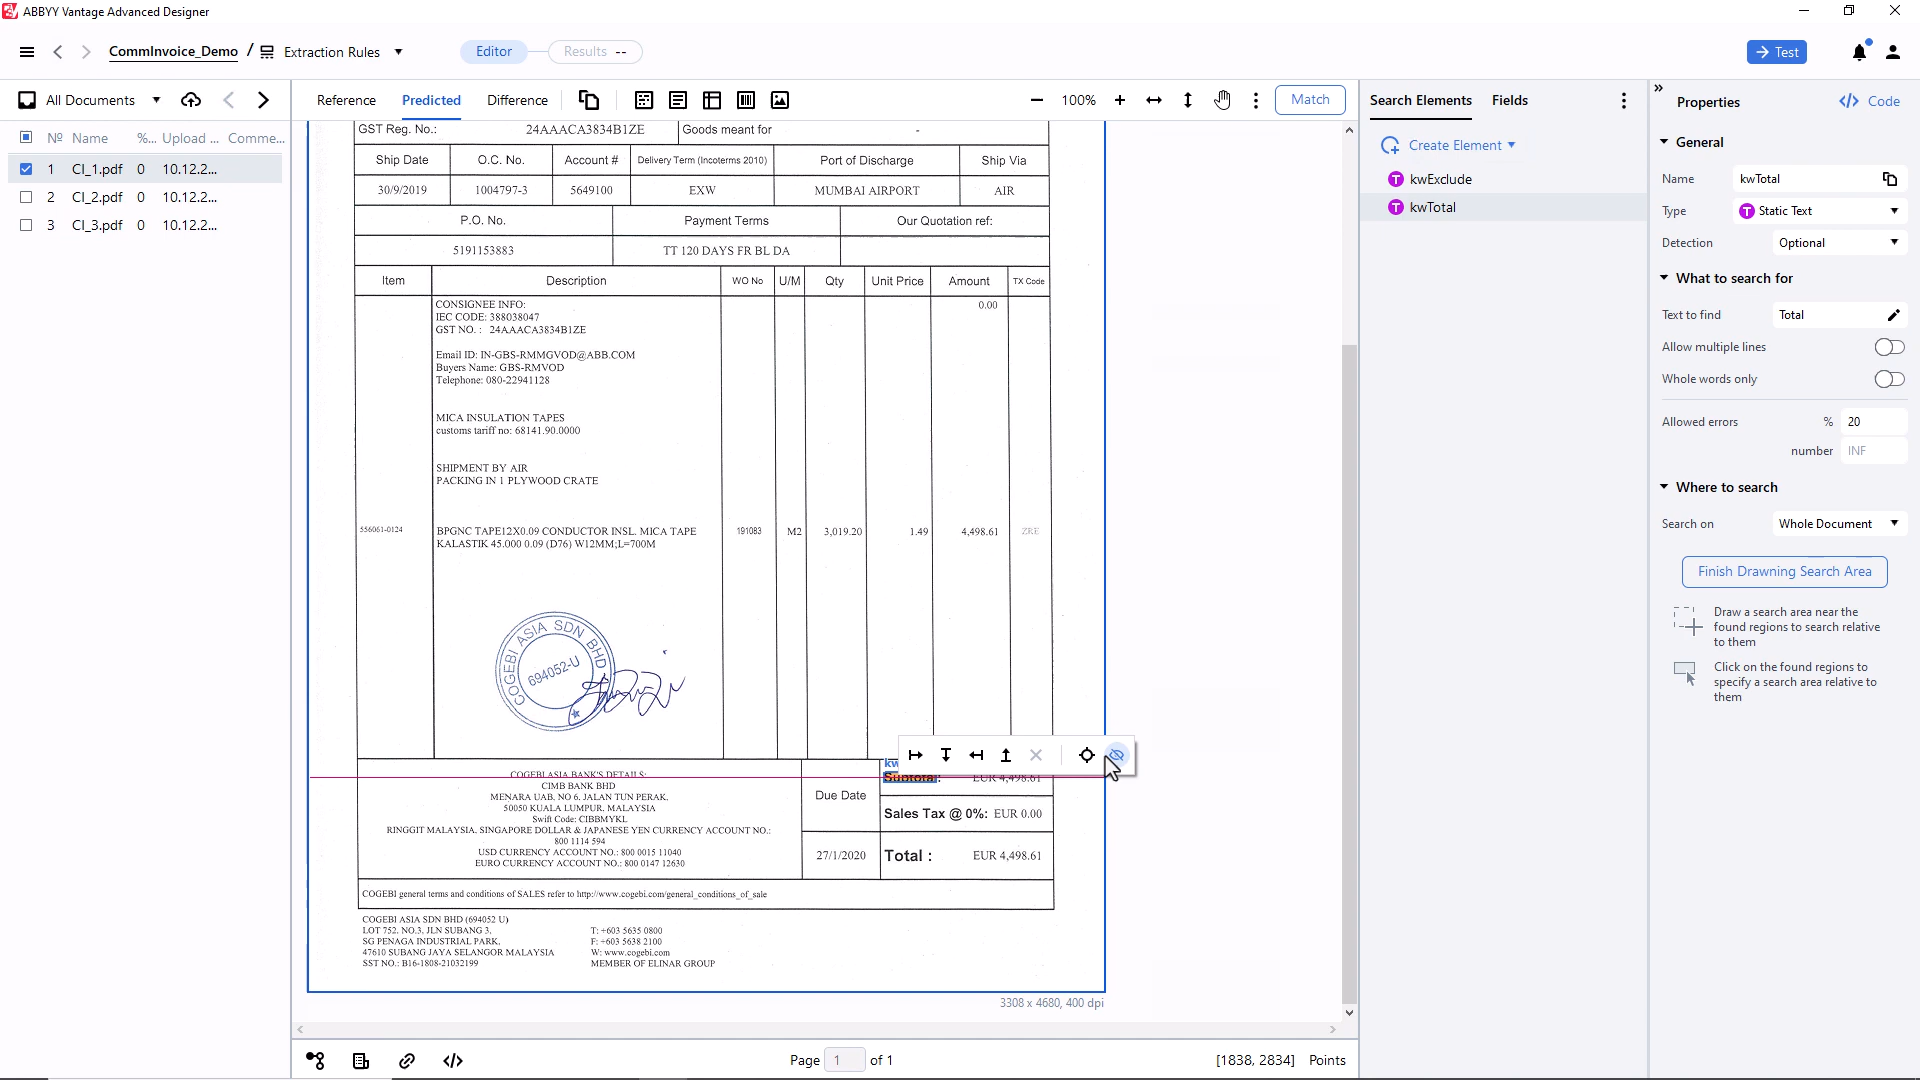 ABBYY Vantage Advanced Designer
CommInvoice_Demo / Extraction Rules
Editor
Results --
Test
All Documents
Reference
Predicted
Difference
100%
Match
Search Elements
Fields
Properties
Code
№ Name %... Upload ... Comme...
1 CI_1.pdf 0 10.12.2...
2 CI_2.pdf 0 10.12.2...
3 CI_3.pdf 0 10.12.2...
GST Reg. No.: 24AAACA3834B1ZE Goods meant for -
Ship Date O.C. No. Account # Delivery Term (Incoterms 2010) Port of Discharge Ship Via
30/9/2019 1004797-3 5649100 EXW MUMBAI AIRPORT AIR
P.O. No. Payment Terms Our Quotation ref:
5191153883 TT 120 DAYS FR BL DA
Item Description WO No U/M Qty Unit Price Amount TX Code
CONSIGNEE INFO: 0.00
IEC CODE: 388038047
GST NO. : 24AAACA3834B1ZE
Email ID: IN-GBS-RMMGVOD@ABB.COM
Buyers Name: GBS-RMVOD
Telephone: 080-22941128
MICA INSULATION TAPES
customs tariff no: 68141.90.0000
SHIPMENT BY AIR
PACKING IN 1 PLYWOOD CRATE
556061-0124 BPGNC TAPE12X0.09 CONDUCTOR INSL. MICA TAPE 191083 M2 3,019.20 1.49 4,498.61 ZRE
KALASTIK 45.000 0.09 (D76) W12MM;L=700M
COGEBI ASIA SDN BHD
694052-U
kw
COGEBI ASIA BANK'S DETAILS: Subtotal: EUR 4,498.61
CIMB BANK BHD
MENARA UAB, NO 6, JALAN TUN PERAK,
50050 KUALA LUMPUR. MALAYSIA
Swift Code: CIBBMYKL
RINGGIT MALAYSIA. SINGAPORE DOLLAR & JAPANESE YEN CURRENCY ACCOUNT NO.:
800 1114 594
USD CURRENCY ACCOUNT NO.: 800 0015 11040
EURO CURRENCY ACCOUNT NO.: 800 0147 12630
Due Date
Sales Tax @ 0%: EUR 0.00
27/1/2020 Total : EUR 4,498.61
COGEBI general terms and conditions of SALES refer to http://www.cogebi.com/general_conditions_of_sale
COGEBI ASIA SDN BHD (694052 U)
LOT 752. NO.3, JLN SUBANG 3,
SG PENAGA INDUSTRIAL PARK,
47610 SUBANG JAYA SELANGOR MALAYSIA
SST NO.: B16-1808-21032199
T: +603 5635 0800
F: +603 5638 2100
W: www.cogebi.com
MEMBER OF ELINAR GROUP
3308 x 4680, 400 dpi
Page 1 of 1
[1838, 2834] Points
Create Element
T kwExclude
T kwTotal
General
Name kwTotal
Type T Static Text
Detection Optional
What to search for
Text to find Total
Allow multiple lines
Whole words only
Allowed errors % 20
number INF
Where to search
Search on Whole Document
Finish Drawning Search Area
Draw a search area near the
found regions to search relative
to them
Click on the found regions to
specify a search area relative to
them